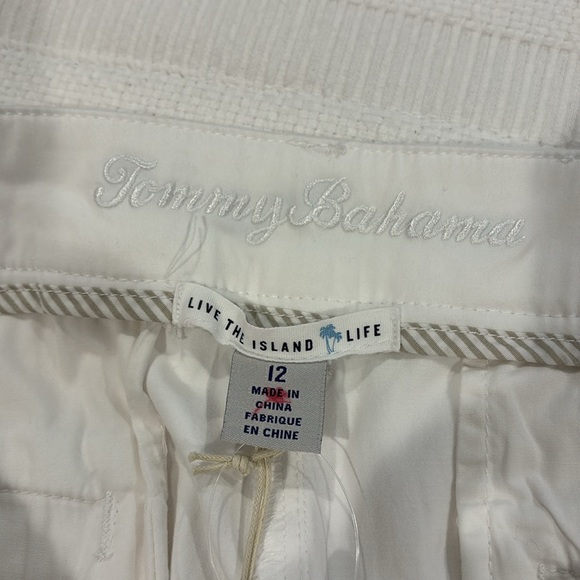 Tommy Bahama
LIVE THE ISLAND LIFE
12
MADE IN
CHINA
FABRIQUE
EN CHINE